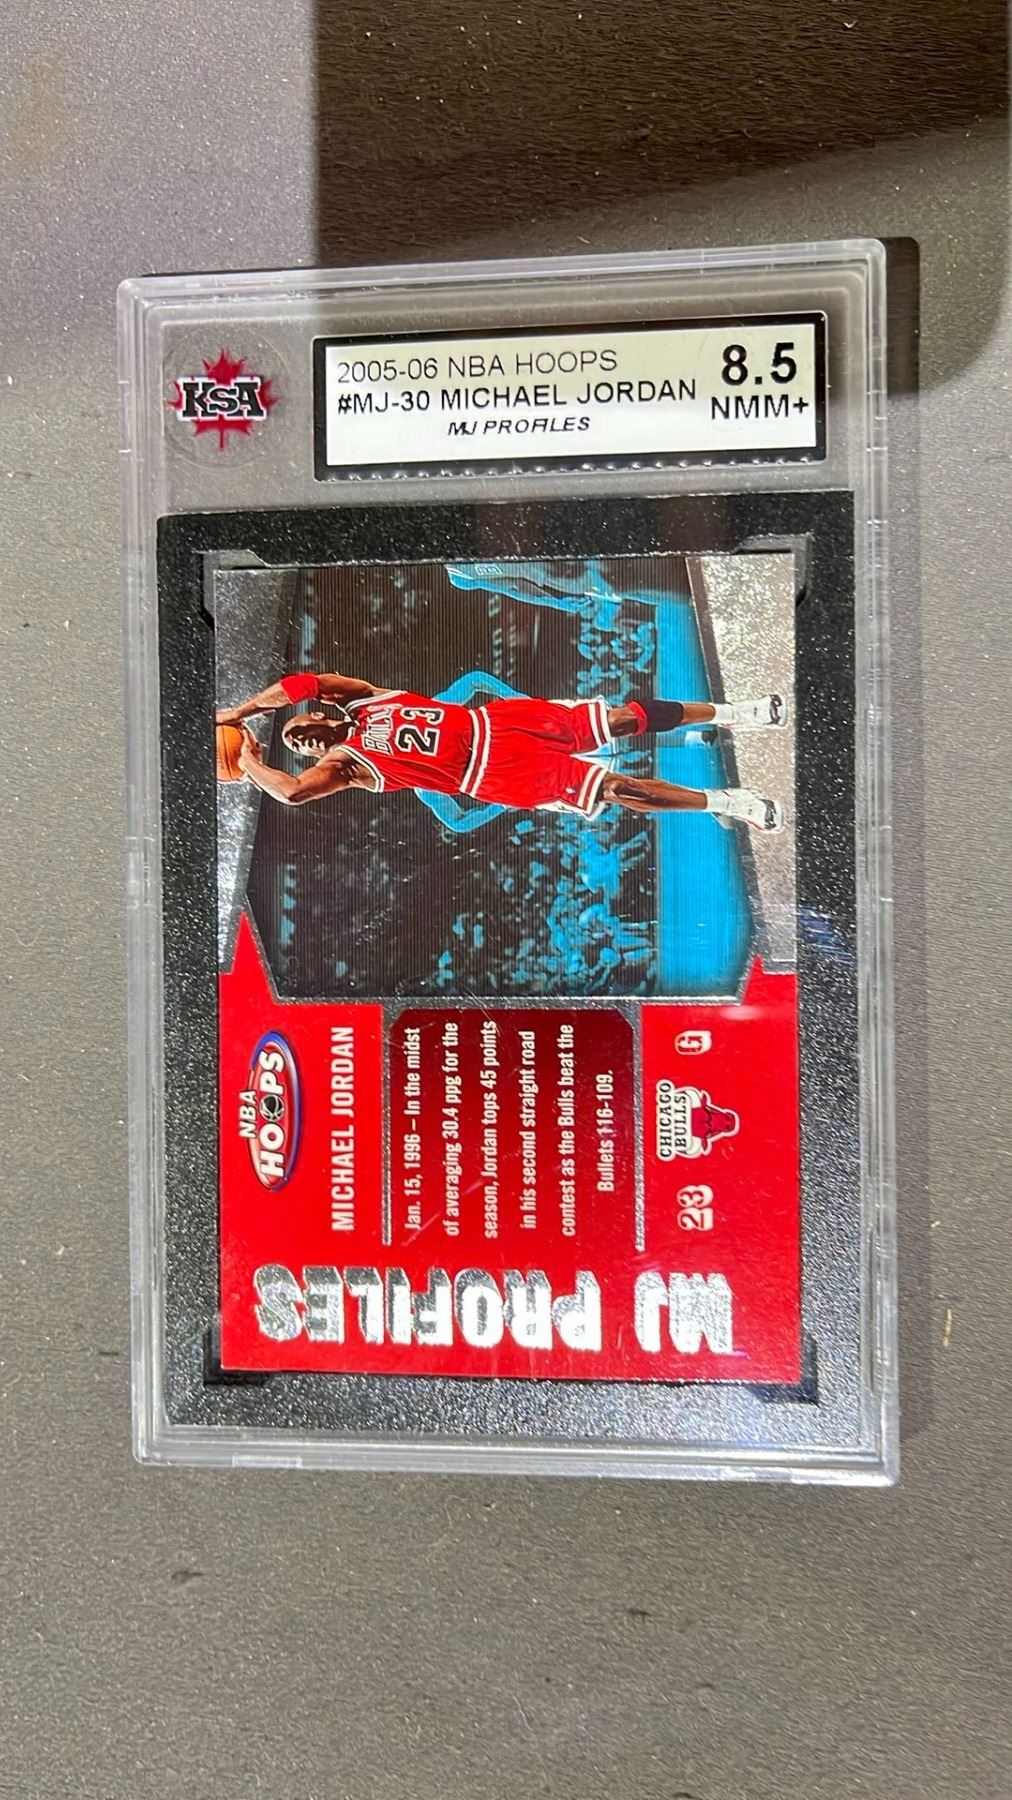 KSA
2005-06 NBA HOOPS
#MJ-30 MICHAEL JORDAN
MJ PROFILES
8.5
NMM+
BULLS
23
NBA
HOOPS
MICHAEL JORDAN
Jan. 15, 1996 – In the midst
of averaging 30.4 ppg for the
season, Jordan tops 45 points
in his second straight road
contest as the Bulls beat the
Bullets 116-109.
23
CHICAGO
BULLS
G
MJ PROFILES